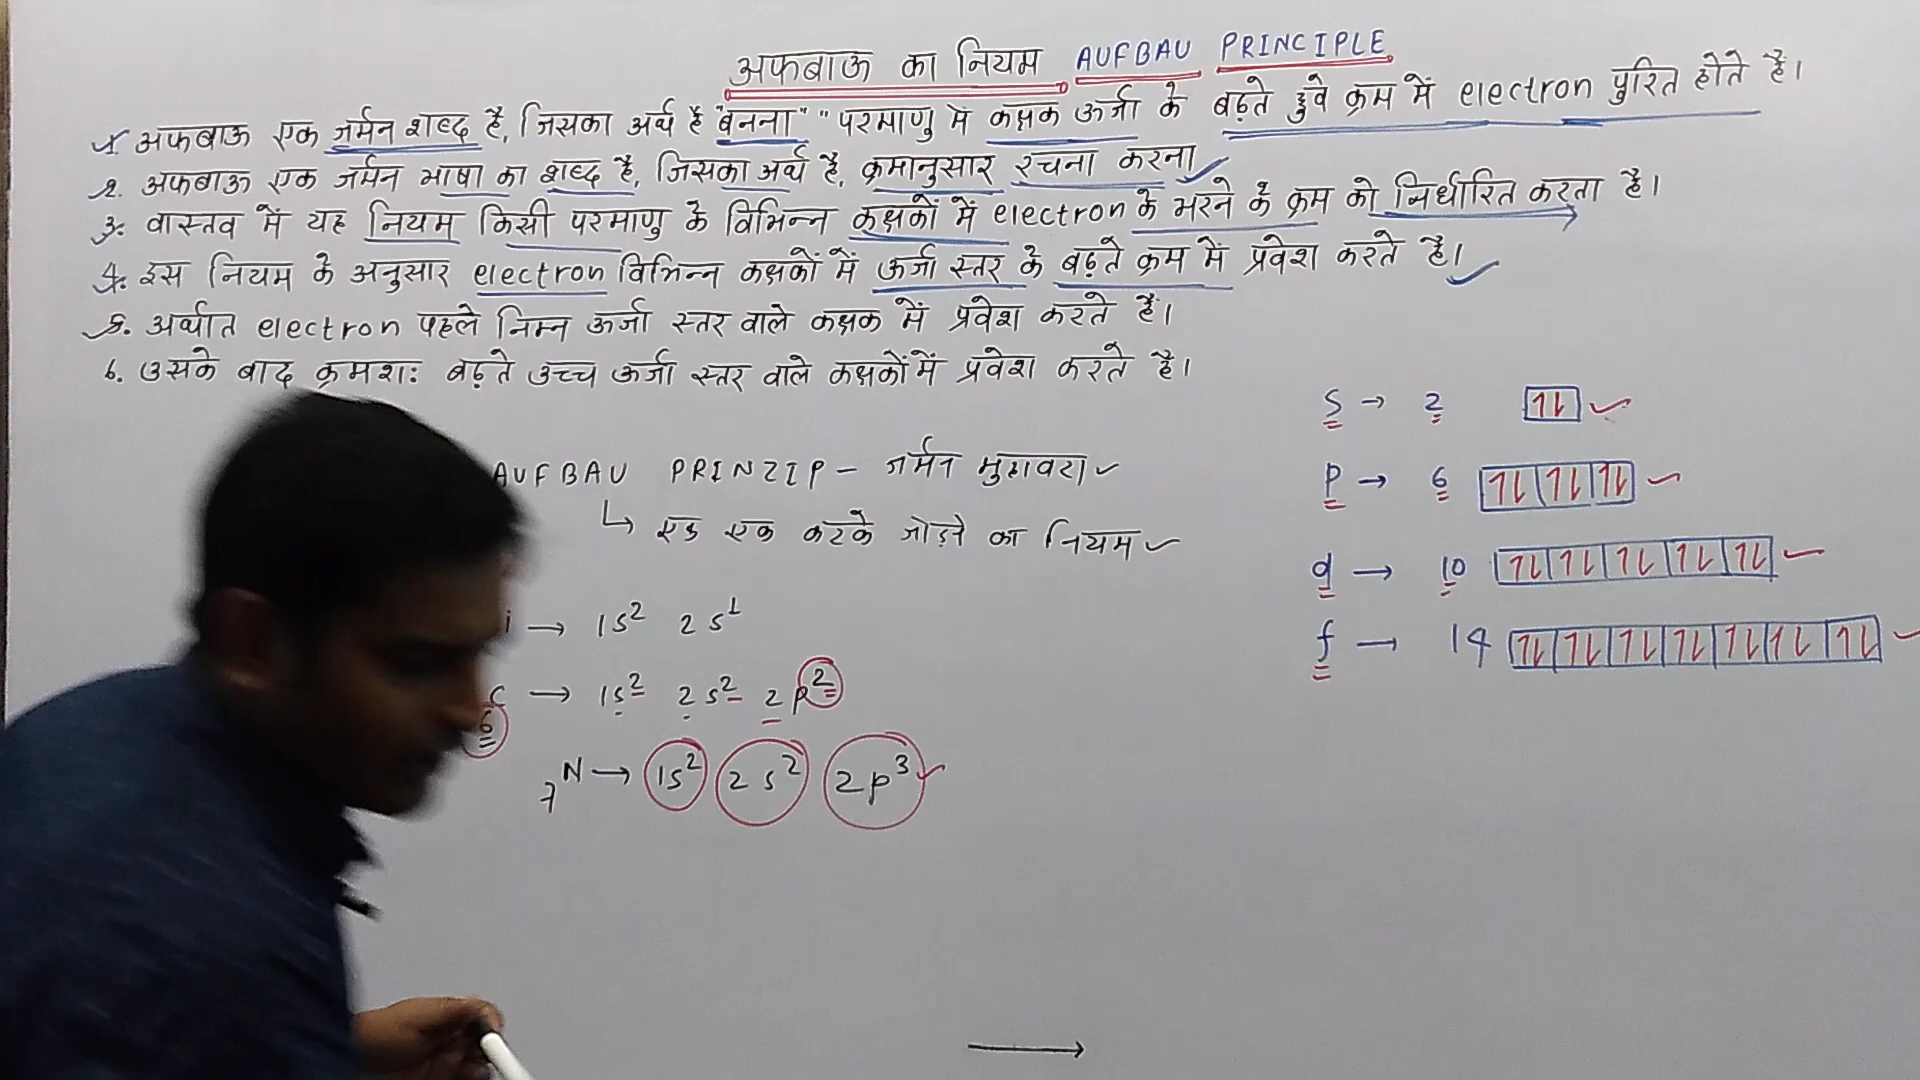 अफबाऊ का नियम AUFBAU PRINCIPLE
1. अफबाऊ एक जर्मन शब्द है, जिसका अर्थ है "बनना" "परमाणु में कक्षक ऊर्जा के बढ़ते हुवे क्रम में electron पुरित होते है।
2. अफबाऊ एक जर्मन भाषा का शब्द है, जिसका अर्थ है, क्रमानुसार रचना करना
3. वास्तव में यह नियम किसी परमाणु के विभिन्न कक्षकों में electron के भरने के क्रम को निर्धारित करता है।
4. इस नियम के अनुसार electron विभिन्न कक्षकों में ऊर्जा स्तर के बढ़ते क्रम में प्रवेश करते है।
5. अर्थात electron पहले निम्न ऊर्जा स्तर वाले कक्षक में प्रवेश करते हैं।
6. उसके बाद क्रमशः बढ़ते उच्च ऊर्जा स्तर वाले कक्षकों में प्रवेश करते है।
AUFBAU PRINZIP - जर्मन मुहावरा
↳ एक एक करके जोड़ने का नियम
i → 1s² 2s¹
6C → 1s² 2s² 2p²
7N → 1s² 2s² 2p³
S → 2 ⥮
P → 6 ⥮ ⥮ ⥮
d → 10 ⥮ ⥮ ⥮ ⥮ ⥮
f → 14 ⥮ ⥮ ⥮ ⥮ ⥮ ⥮ ⥮
→